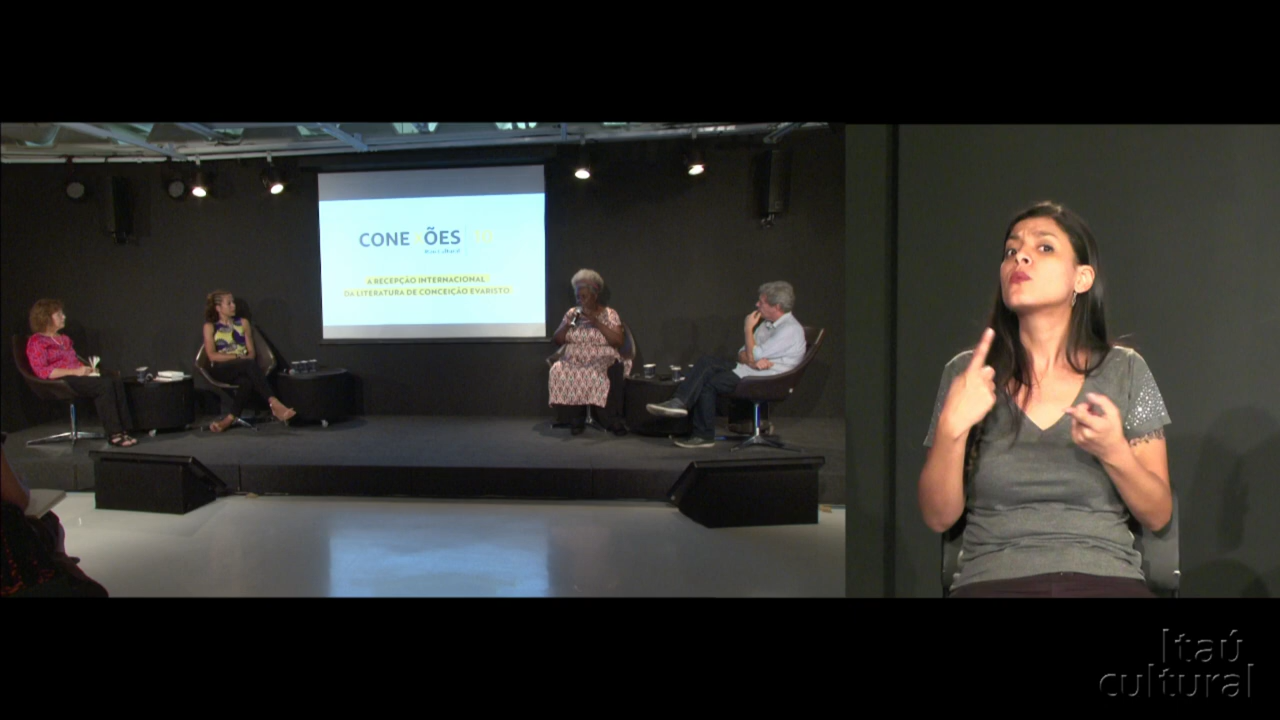 CONE ÕES
A RECEPÇÃO INTERNACIONAL
DA LITERATURA DE CONCEIÇÃO EVARISTO
Itaú
cultural